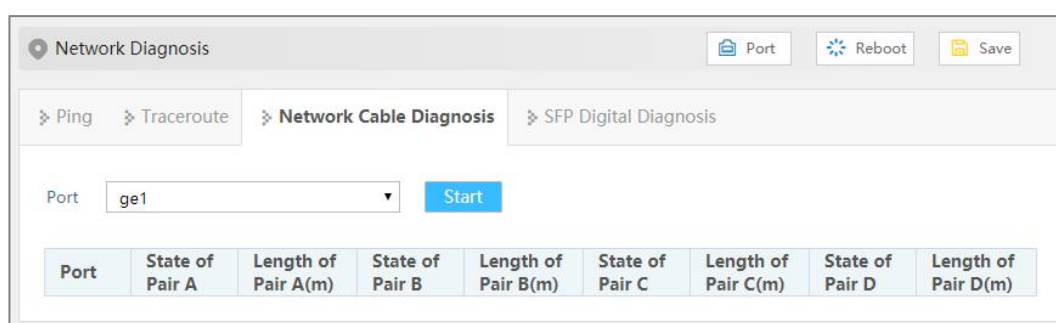 Network Diagnosis Port Reboot Save
Ping Traceroute Network Cable Diagnosis SFP Digital Diagnosis
Port ge1 Start
Port State of Pair A Length of Pair A(m) State of Pair B Length of Pair B(m) State of Pair C Length of Pair C(m) State of Pair D Length of Pair D(m)